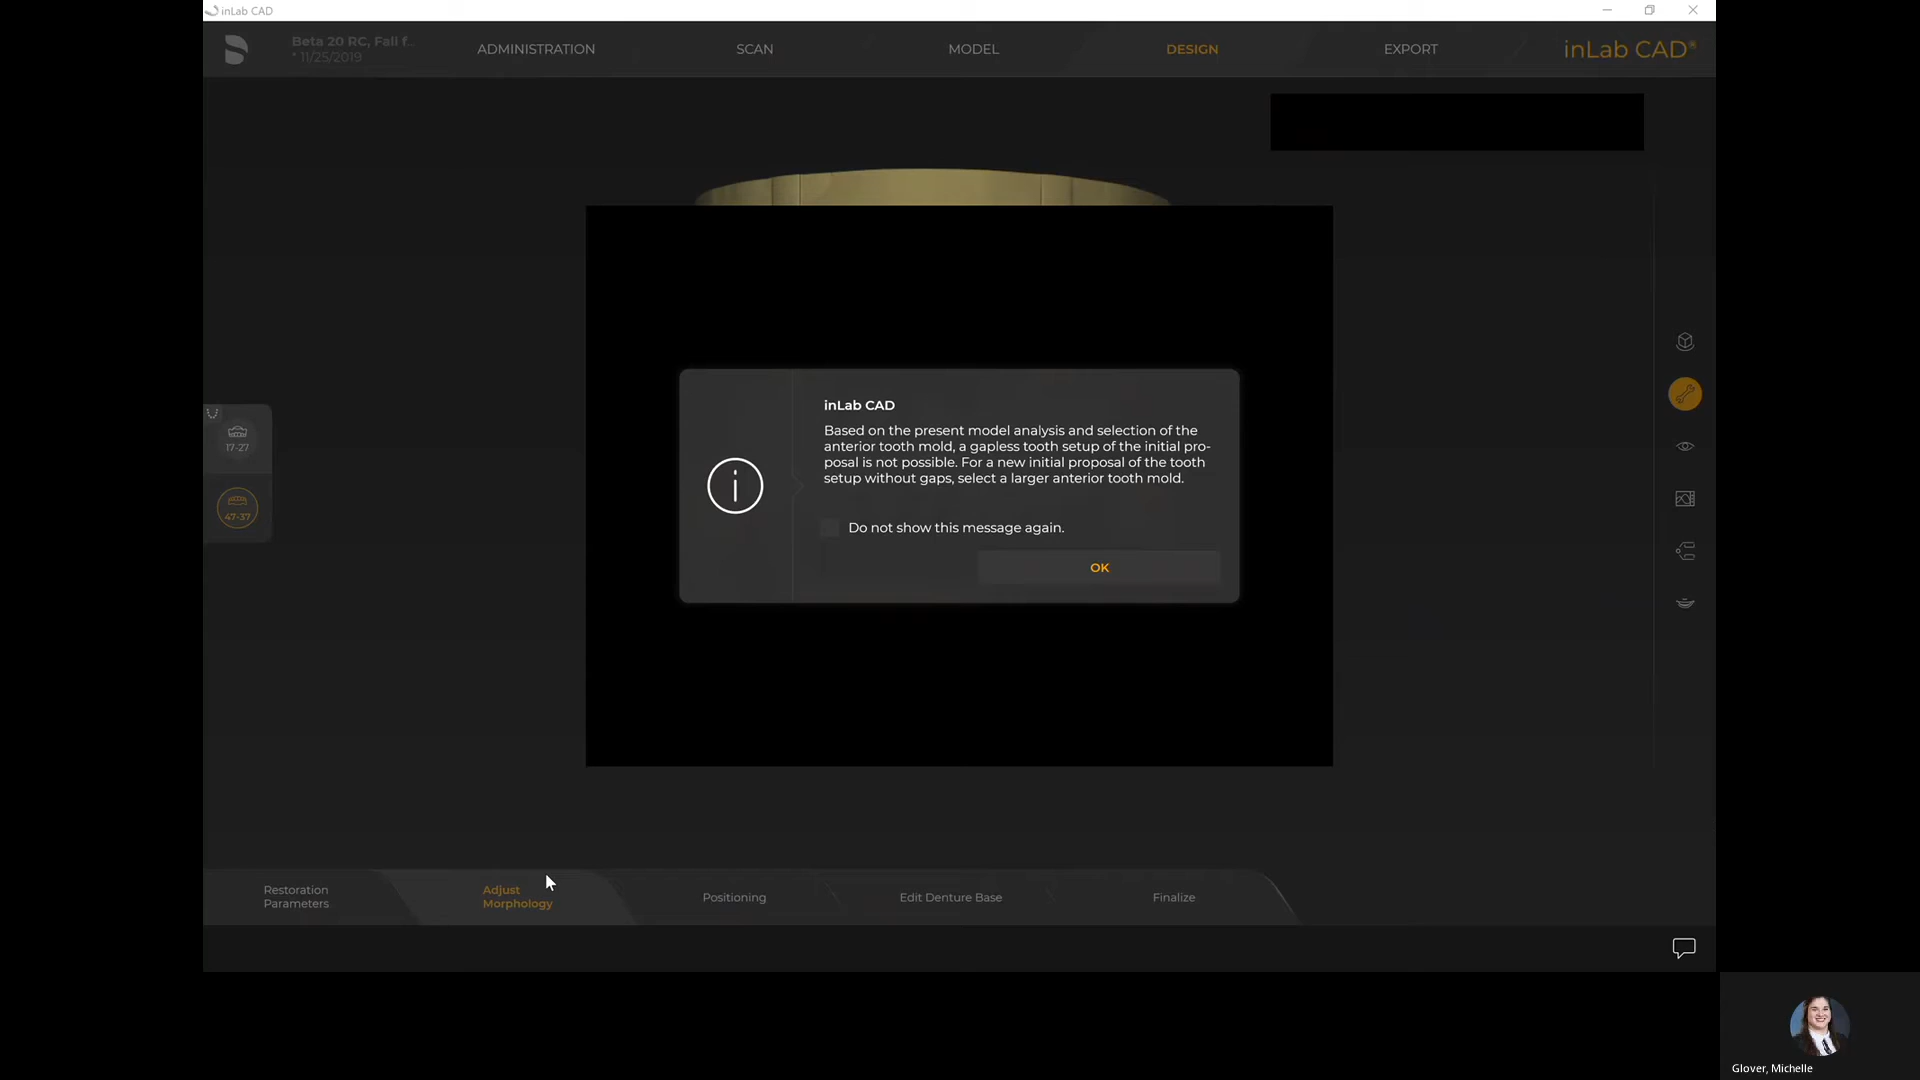 inLab CAD
Beta 20 RC, Fall f..
* 11/25/2019
ADMINISTRATION
SCAN
MODEL
DESIGN
EXPORT
inLab CAD®
17-27
47-37
inLab CAD
Based on the present model analysis and selection of the
anterior tooth mold, a gapless tooth setup of the initial pro-
posal is not possible. For a new initial proposal of the tooth
setup without gaps, select a larger anterior tooth mold.
Do not show this message again.
OK
Restoration
Parameters
Adjust
Morphology
Positioning
Edit Denture Base
Finalize
Glover, Michelle